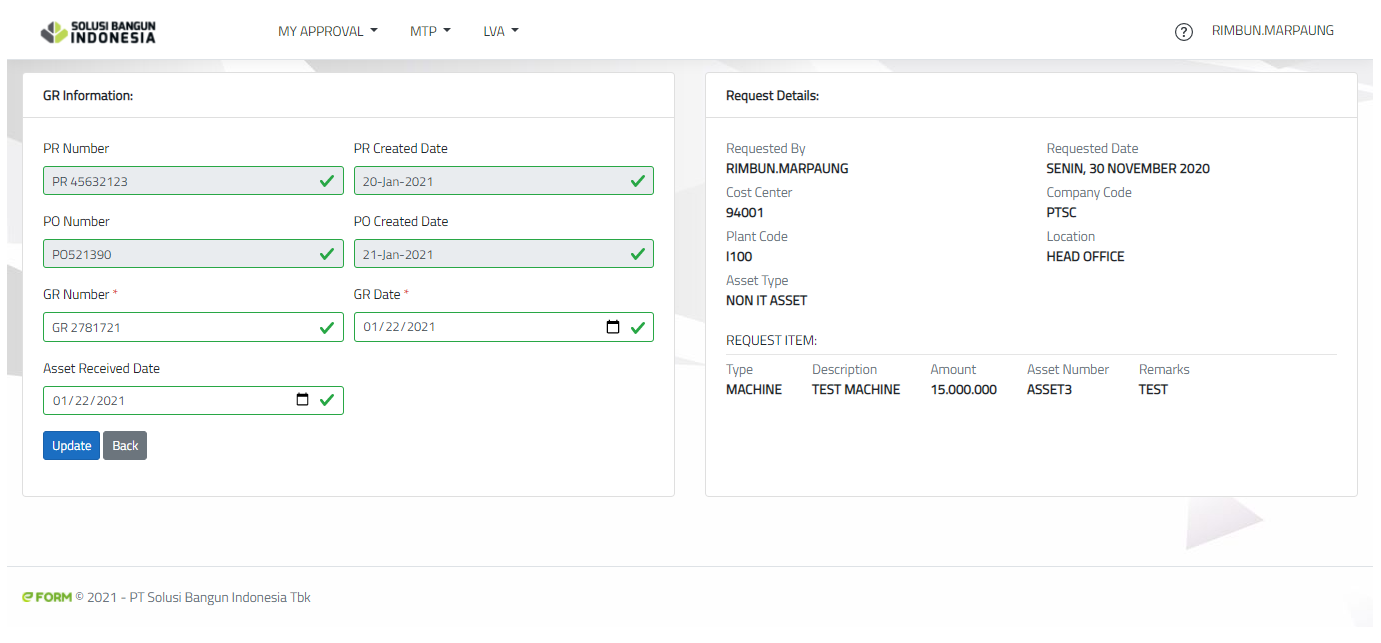 SOLUSI BANGUN
INDONESIA
MY APPROVAL
MTP
LVA
?
RIMBUN.MARPAUNG
GR Information:
PR Number
PR Created Date
PR 45632123
20-Jan-2021
PO Number
PO Created Date
PO521390
21-Jan-2021
GR Number *
GR Date *
GR 2781721
01/22/2021
Asset Received Date
01/22/2021
Update
Back
Request Details:
Requested By
Requested Date
RIMBUN.MARPAUNG
SENIN, 30 NOVEMBER 2020
Cost Center
Company Code
94001
PTSC
Plant Code
Location
I100
HEAD OFFICE
Asset Type
NON IT ASSET
REQUEST ITEM:
Type Description Amount Asset Number Remarks
MACHINE TEST MACHINE 15.000.000 ASSET3 TEST
e FORM © 2021 - PT Solusi Bangun Indonesia Tbk